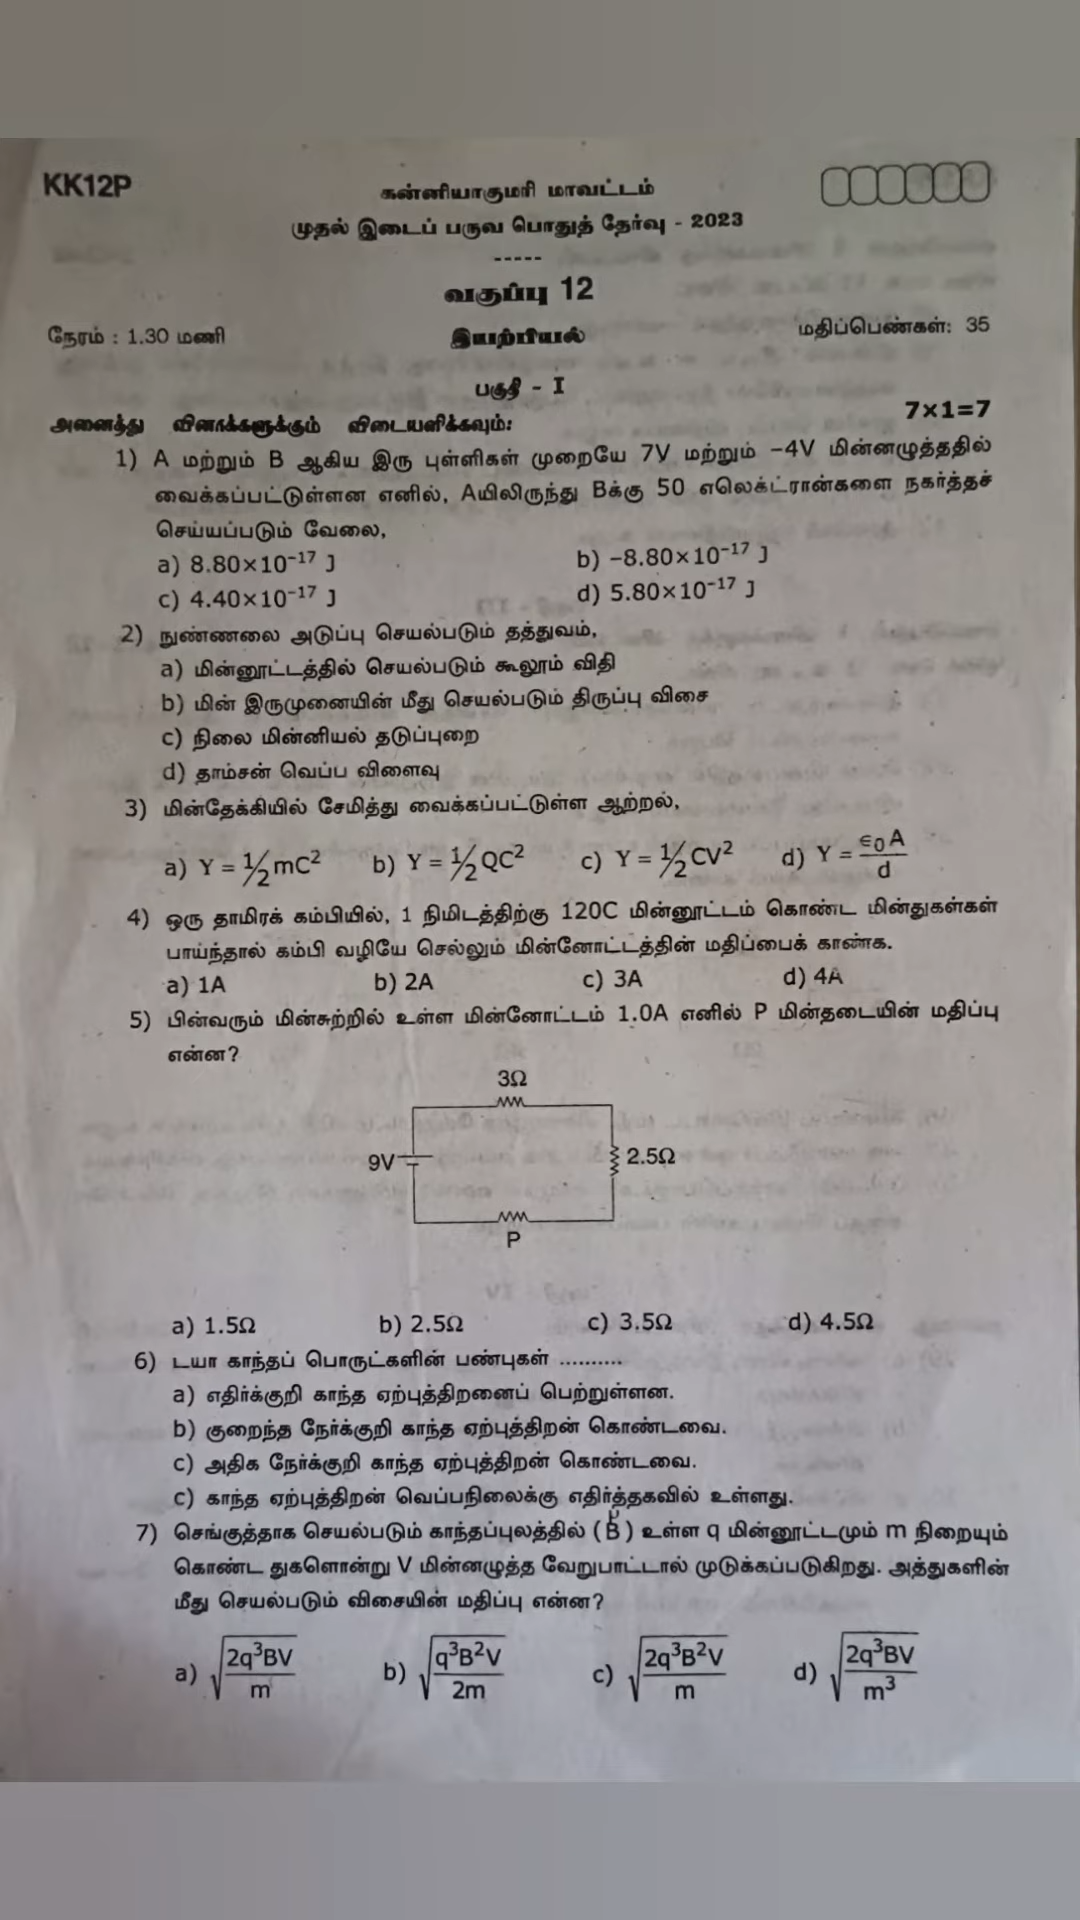 KK12P
கன்னியாகுமரி மாவட்டம்
முதல் இடைப் பருவ பொதுத் தேர்வு - 2023
-----
வகுப்பு 12
நேரம் : 1.30 மணி இயற்பியல் மதிப்பெண்கள்: 35
பகுதி - I
அனைத்து வினாக்களுக்கும் விடையளிக்கவும்: 7×1=7
1) A மற்றும் B ஆகிய இரு புள்ளிகள் முறையே 7V மற்றும் -4V மின்னழுத்ததில்
வைக்கப்பட்டுள்ளன எனில், Aயிலிருந்து Bக்கு 50 எலெக்ட்ரான்களை நகர்த்தச்
செய்யப்படும் வேலை,
a) 8.80×10⁻¹⁷ J b) -8.80×10⁻¹⁷ J
c) 4.40×10⁻¹⁷ J d) 5.80×10⁻¹⁷ J
2) நுண்ணலை அடுப்பு செயல்படும் தத்துவம்,
a) மின்னூட்டத்தில் செயல்படும் கூலூம் விதி
b) மின் இருமுனையின் மீது செயல்படும் திருப்பு விசை
c) நிலை மின்னியல் தடுப்புறை
d) தாம்சன் வெப்ப விளைவு
3) மின்தேக்கியில் சேமித்து வைக்கப்பட்டுள்ள ஆற்றல்,
a) Y = ½ mC² b) Y = ½ QC² c) Y = ½ CV² d) Y = ∈₀A/d
4) ஒரு தாமிரக் கம்பியில், 1 நிமிடத்திற்கு 120C மின்னூட்டம் கொண்ட மின்துகள்கள்
பாய்ந்தால் கம்பி வழியே செல்லும் மின்னோட்டத்தின் மதிப்பைக் காண்க.
a) 1A b) 2A c) 3A d) 4A
5) பின்வரும் மின்சுற்றில் உள்ள மின்னோட்டம் 1.0A எனில் P மின்தடையின் மதிப்பு
என்ன?
3Ω
9V 2.5Ω
P
a) 1.5Ω b) 2.5Ω c) 3.5Ω d) 4.5Ω
6) டயா காந்தப் பொருட்களின் பண்புகள் ..........
a) எதிர்க்குறி காந்த ஏற்புத்திறனைப் பெற்றுள்ளன.
b) குறைந்த நேர்க்குறி காந்த ஏற்புத்திறன் கொண்டவை.
c) அதிக நேர்க்குறி காந்த ஏற்புத்திறன் கொண்டவை.
c) காந்த ஏற்புத்திறன் வெப்பநிலைக்கு எதிர்த்தகவில் உள்ளது.
7) செங்குத்தாக செயல்படும் காந்தப்புலத்தில் (B⃗) உள்ள q மின்னூட்டமும் m நிறையும்
கொண்ட துகளொன்று V மின்னழுத்த வேறுபாட்டால் முடுக்கப்படுகிறது. அத்துகளின்
மீது செயல்படும் விசையின் மதிப்பு என்ன?
a) √(2q³BV/m) b) √(q³B²V/2m) c) √(2q³B²V/m) d) √(2q³BV/m³)